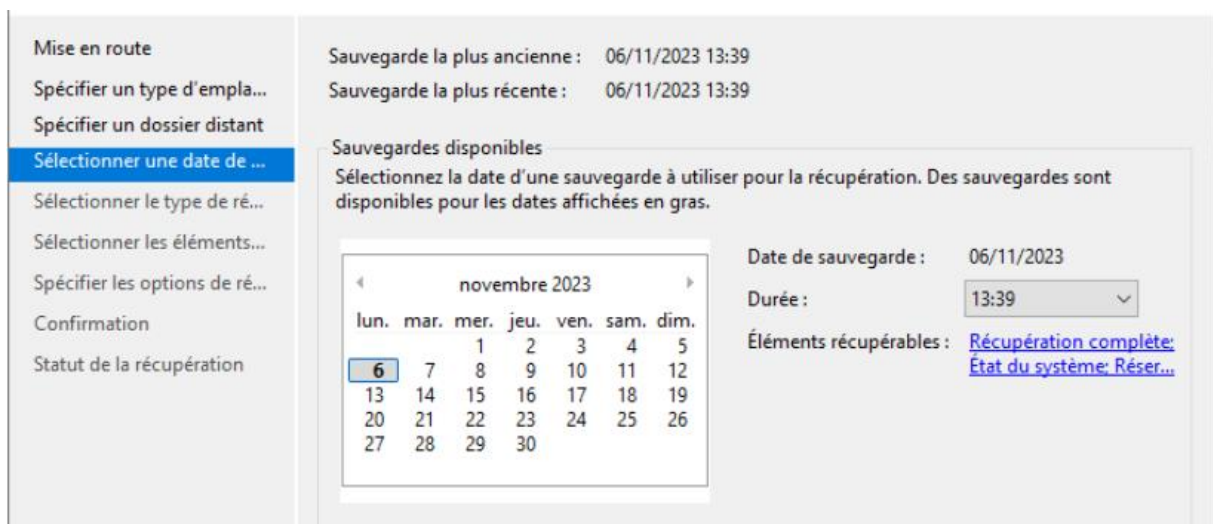 Mise en route
Spécifier un type d'empla...
Spécifier un dossier distant
Sélectionner une date de ...
Sélectionner le type de ré...
Sélectionner les éléments...
Spécifier les options de ré...
Confirmation
Statut de la récupération
Sauvegarde la plus ancienne : 06/11/2023 13:39
Sauvegarde la plus récente : 06/11/2023 13:39
Sauvegardes disponibles
Sélectionnez la date d'une sauvegarde à utiliser pour la récupération. Des sauvegardes sont
disponibles pour les dates affichées en gras.
novembre 2023
lun. mar. mer. jeu. ven. sam. dim.
1 2 3 4 5
6 7 8 9 10 11 12
13 14 15 16 17 18 19
20 21 22 23 24 25 26
27 28 29 30
Date de sauvegarde : 06/11/2023
Durée : 13:39
Éléments récupérables : Récupération complète;
État du système; Réser...